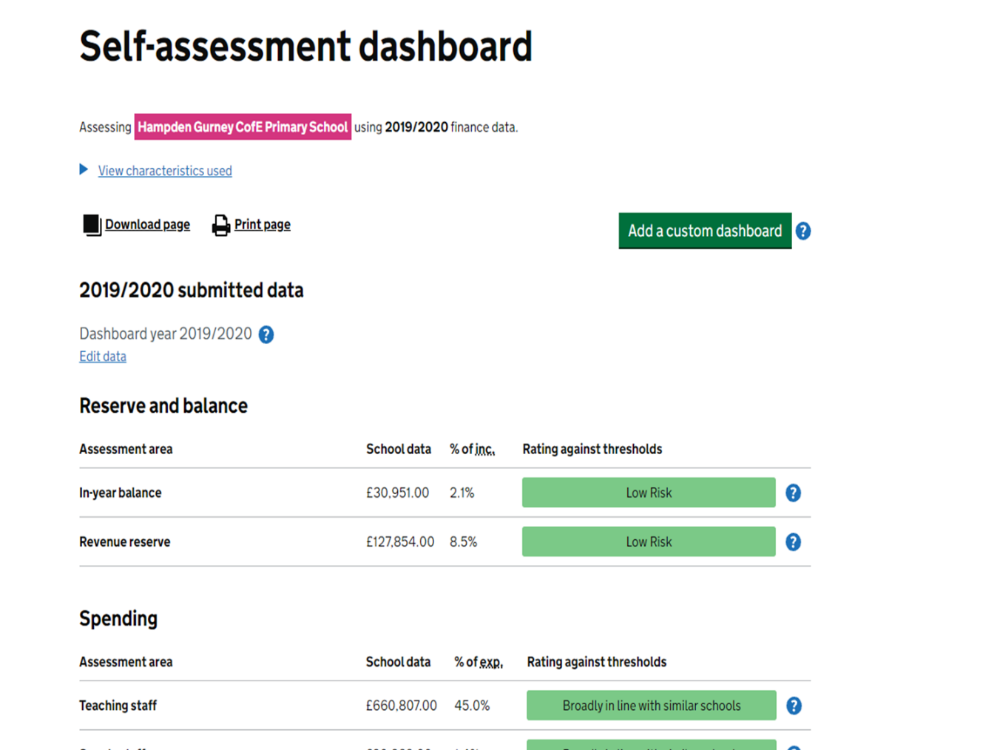 Self-assessment dashboard
Assessing Hampden Gurney CofE Primary School using 2019/2020 finance data.
View characteristics used
Download page Print page
Add a custom dashboard ?
2019/2020 submitted data
Dashboard year 2019/2020 ?
Edit data
Reserve and balance
Assessment area School data % of inc. Rating against thresholds
In-year balance £30,951.00 2.1% Low Risk ?
Revenue reserve £127,854.00 8.5% Low Risk ?
Spending
Assessment area School data % of exp. Rating against thresholds
Teaching staff £660,807.00 45.0% Broadly in line with similar schools ?